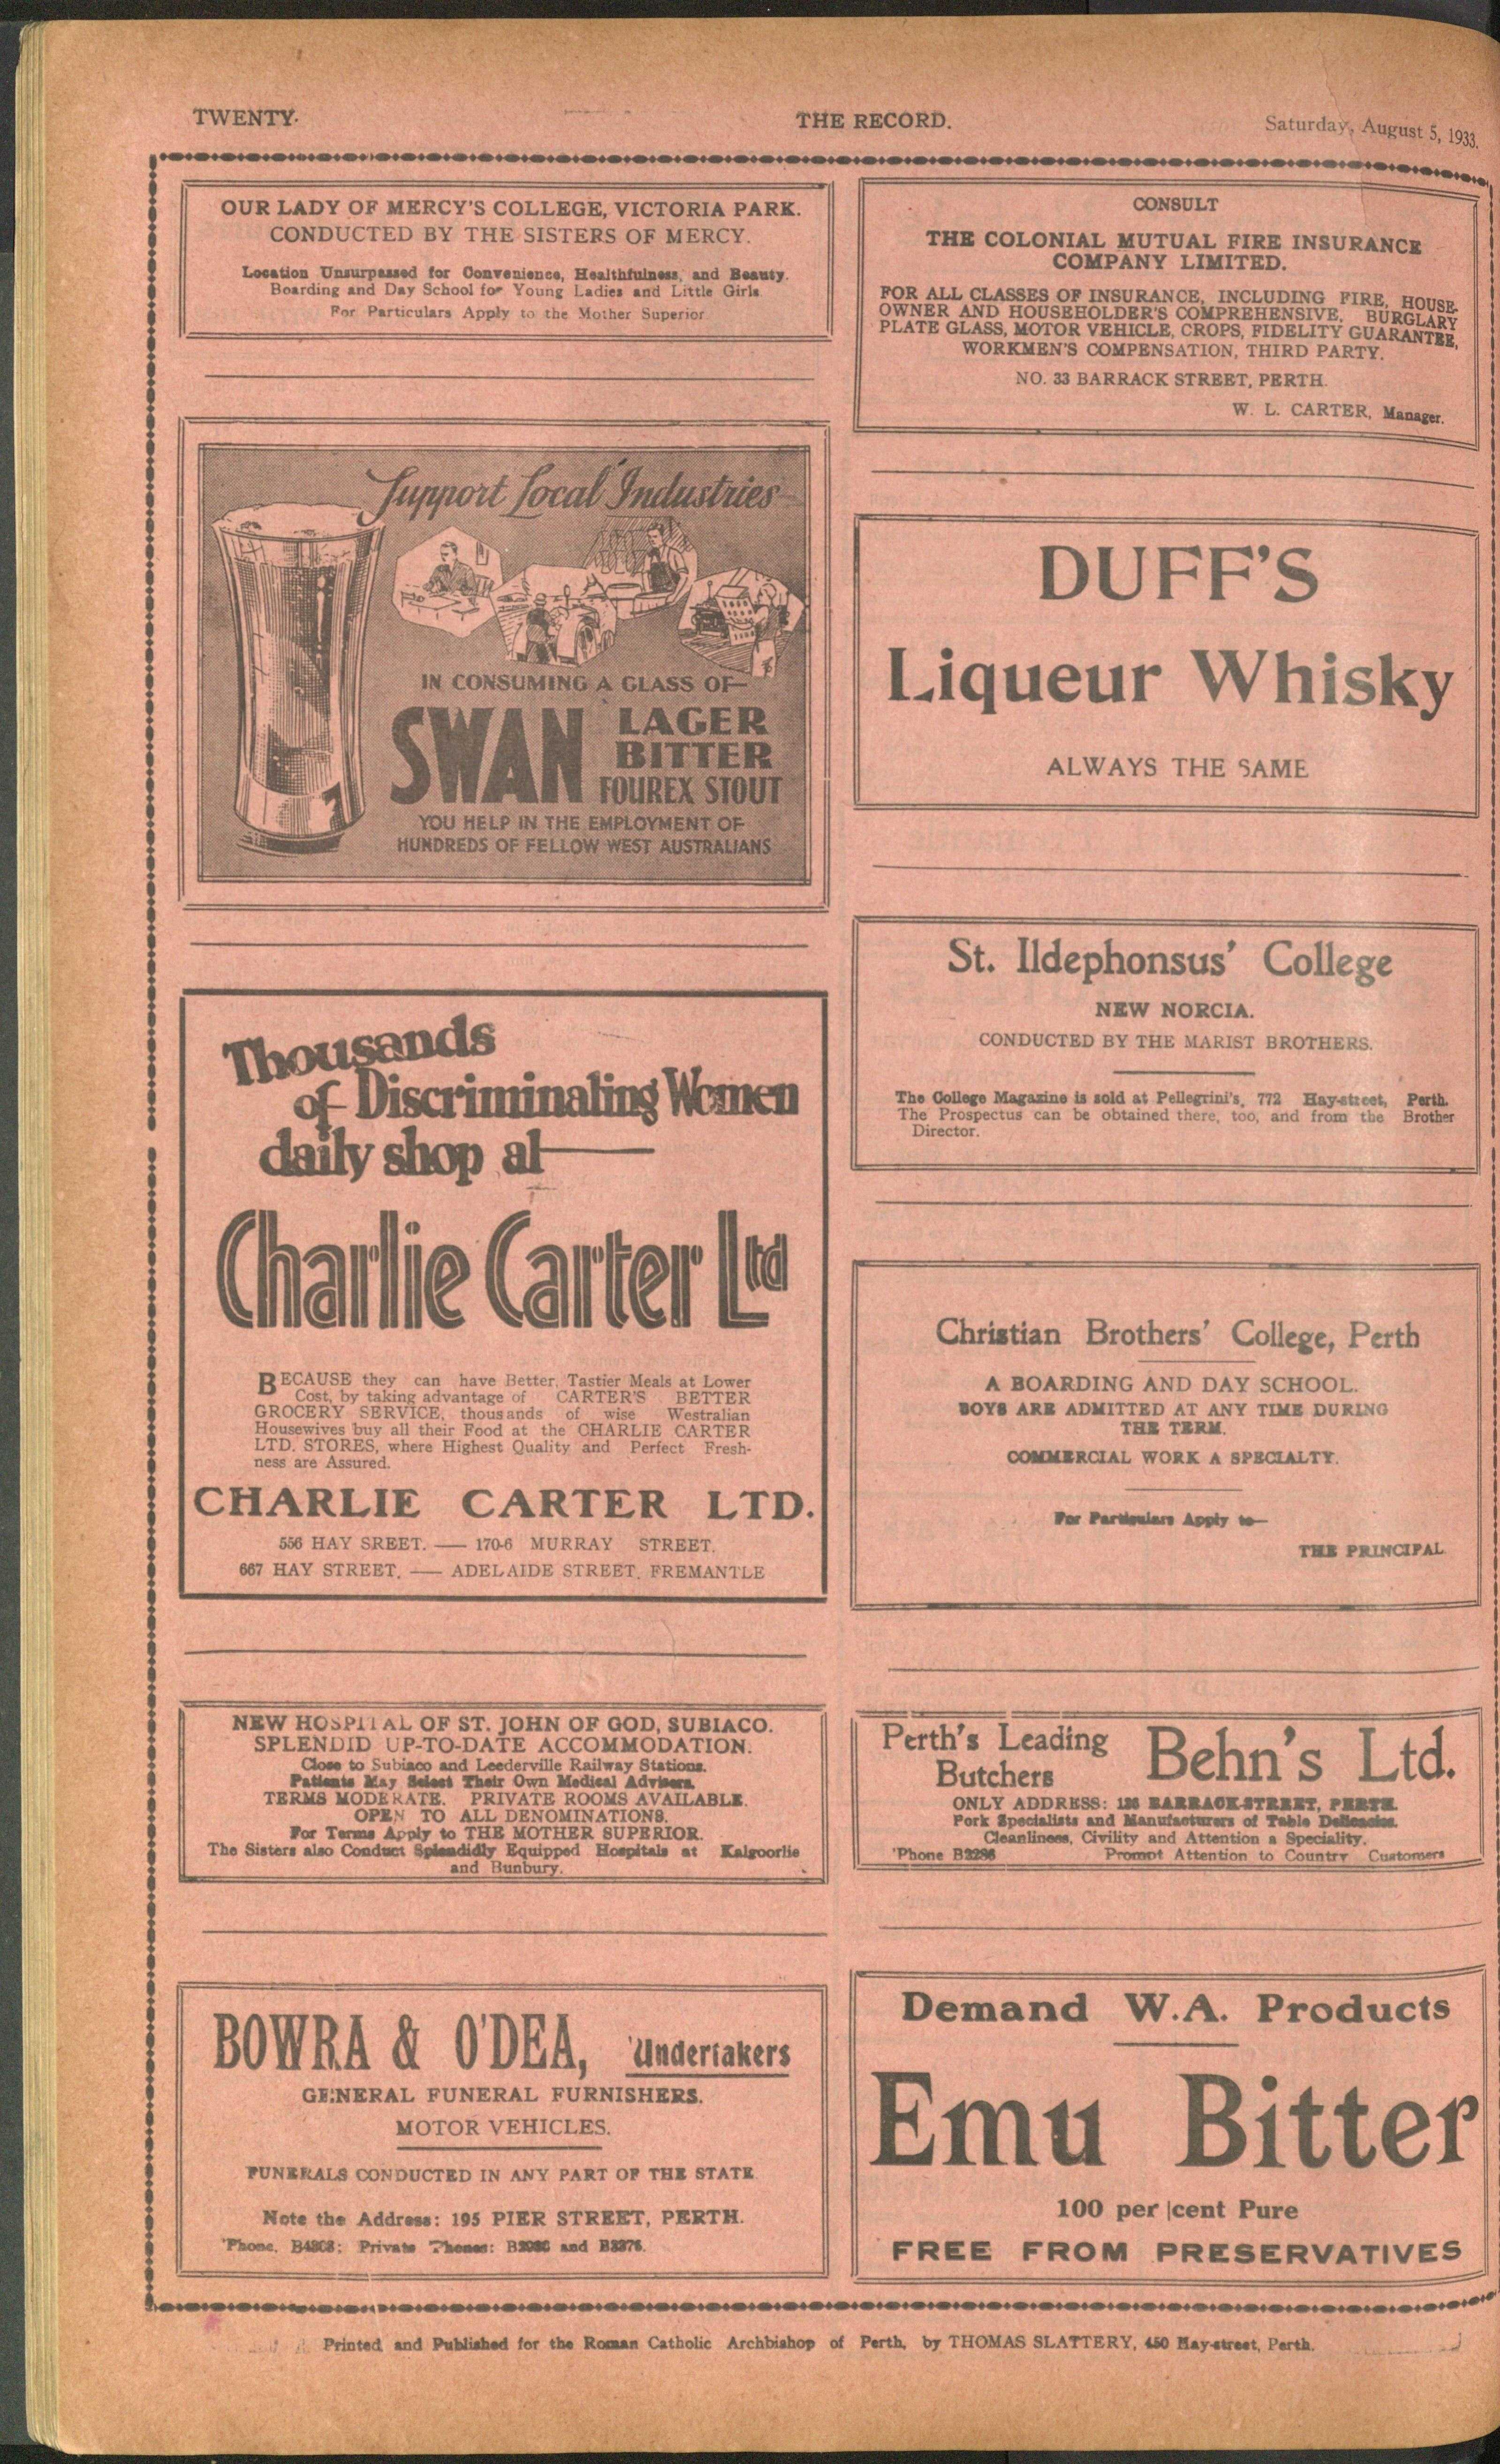 TWENTY.
THE RECORD.
Saturday, August 5, 1933.
OUR LADY OF MERCY'S COLLEGE, VICTORIA PARK.
CONDUCTED BY THE SISTERS OF MERCY.
Location Unsurpassed for Convenience, Healthfulness, and Beauty.
Boarding and Day School for Young Ladies and Little Girls
For Particulars Apply to the Mother Superior
Support Local Industries
IN CONSUMING A GLASS OF—
SWAN
LAGER
BITTER
FOUREX STOUT
YOU HELP IN THE EMPLOYMENT OF
HUNDREDS OF FELLOW WEST AUSTRALIANS
Thousands
of Discriminating Women
daily shop at—
Charlie Carter Ltd
BECAUSE they can have Better, Tastier Meals at Lower
Cost, by taking advantage of CARTER'S BETTER
GROCERY SERVICE, thousands of wise Westralian
Housewives buy all their Food at the CHARLIE CARTER
LTD. STORES, where Highest Quality and Perfect Fresh-
ness are Assured.
CHARLIE CARTER LTD.
556 HAY SREET. — 170-6 MURRAY STREET.
667 HAY STREET. — ADELAIDE STREET, FREMANTLE
NEW HOSPITAL OF ST. JOHN OF GOD, SUBIACO.
SPLENDID UP-TO-DATE ACCOMMODATION.
Close to Subiaco and Leederville Railway Stations.
Patients May Select Their Own Medical Advisers.
TERMS MODERATE. PRIVATE ROOMS AVAILABLE.
OPEN TO ALL DENOMINATIONS.
For Terms Apply to THE MOTHER SUPERIOR.
The Sisters also Conduct Splendidly Equipped Hospitals at Kalgoorlie
and Bunbury.
BOWRA & O'DEA, Undertakers
GENERAL FUNERAL FURNISHERS.
MOTOR VEHICLES.
FUNERALS CONDUCTED IN ANY PART OF THE STATE
Note the Address: 195 PIER STREET, PERTH.
'Phone, B4308; Private 'Phones: and B3376.
CONSULT
THE COLONIAL MUTUAL FIRE INSURANCE
COMPANY LIMITED.
FOR ALL CLASSES OF INSURANCE, INCLUDING FIRE, HOUSE-
OWNER AND HOUSEHOLDER'S COMPREHENSIVE, BURGLARY
PLATE GLASS, MOTOR VEHICLE, CROPS, FIDELITY GUARANTEE,
WORKMEN'S COMPENSATION, THIRD PARTY.
NO. 33 BARRACK STREET, PERTH.
W. L. CARTER, Manager.
DUFF'S
Liqueur Whisky
ALWAYS THE SAME
St. Ildephonsus' College
NEW NORCIA.
CONDUCTED BY THE MARIST BROTHERS.
The College Magazine is sold at Pellegrini's, 772 Hay-street, Perth.
The Prospectus can be obtained there, too, and from the Brother
Director.
Christian Brothers' College, Perth
A BOARDING AND DAY SCHOOL.
BOYS ARE ADMITTED AT ANY TIME DURING
THE TERM.
COMMERCIAL WORK A SPECIALTY.
For Particulars Apply to—
THE PRINCIPAL.
Perth's Leading
Butchers
Behn's Ltd.
ONLY ADDRESS: 126 BARRACK-STREET, PERTH.
Pork Specialists and Manufacturers of Table Delicacies.
Cleanliness, Civility and Attention a Speciality.
'Phone B2286 Prompt Attention to Country Customers
Demand W.A. Products
Emu Bitter
100 per cent Pure
FREE FROM PRESERVATIVES
Printed and Published for the Roman Catholic Archbishop of Perth, by THOMAS SLATTERY, 450 Hay-street, Perth.